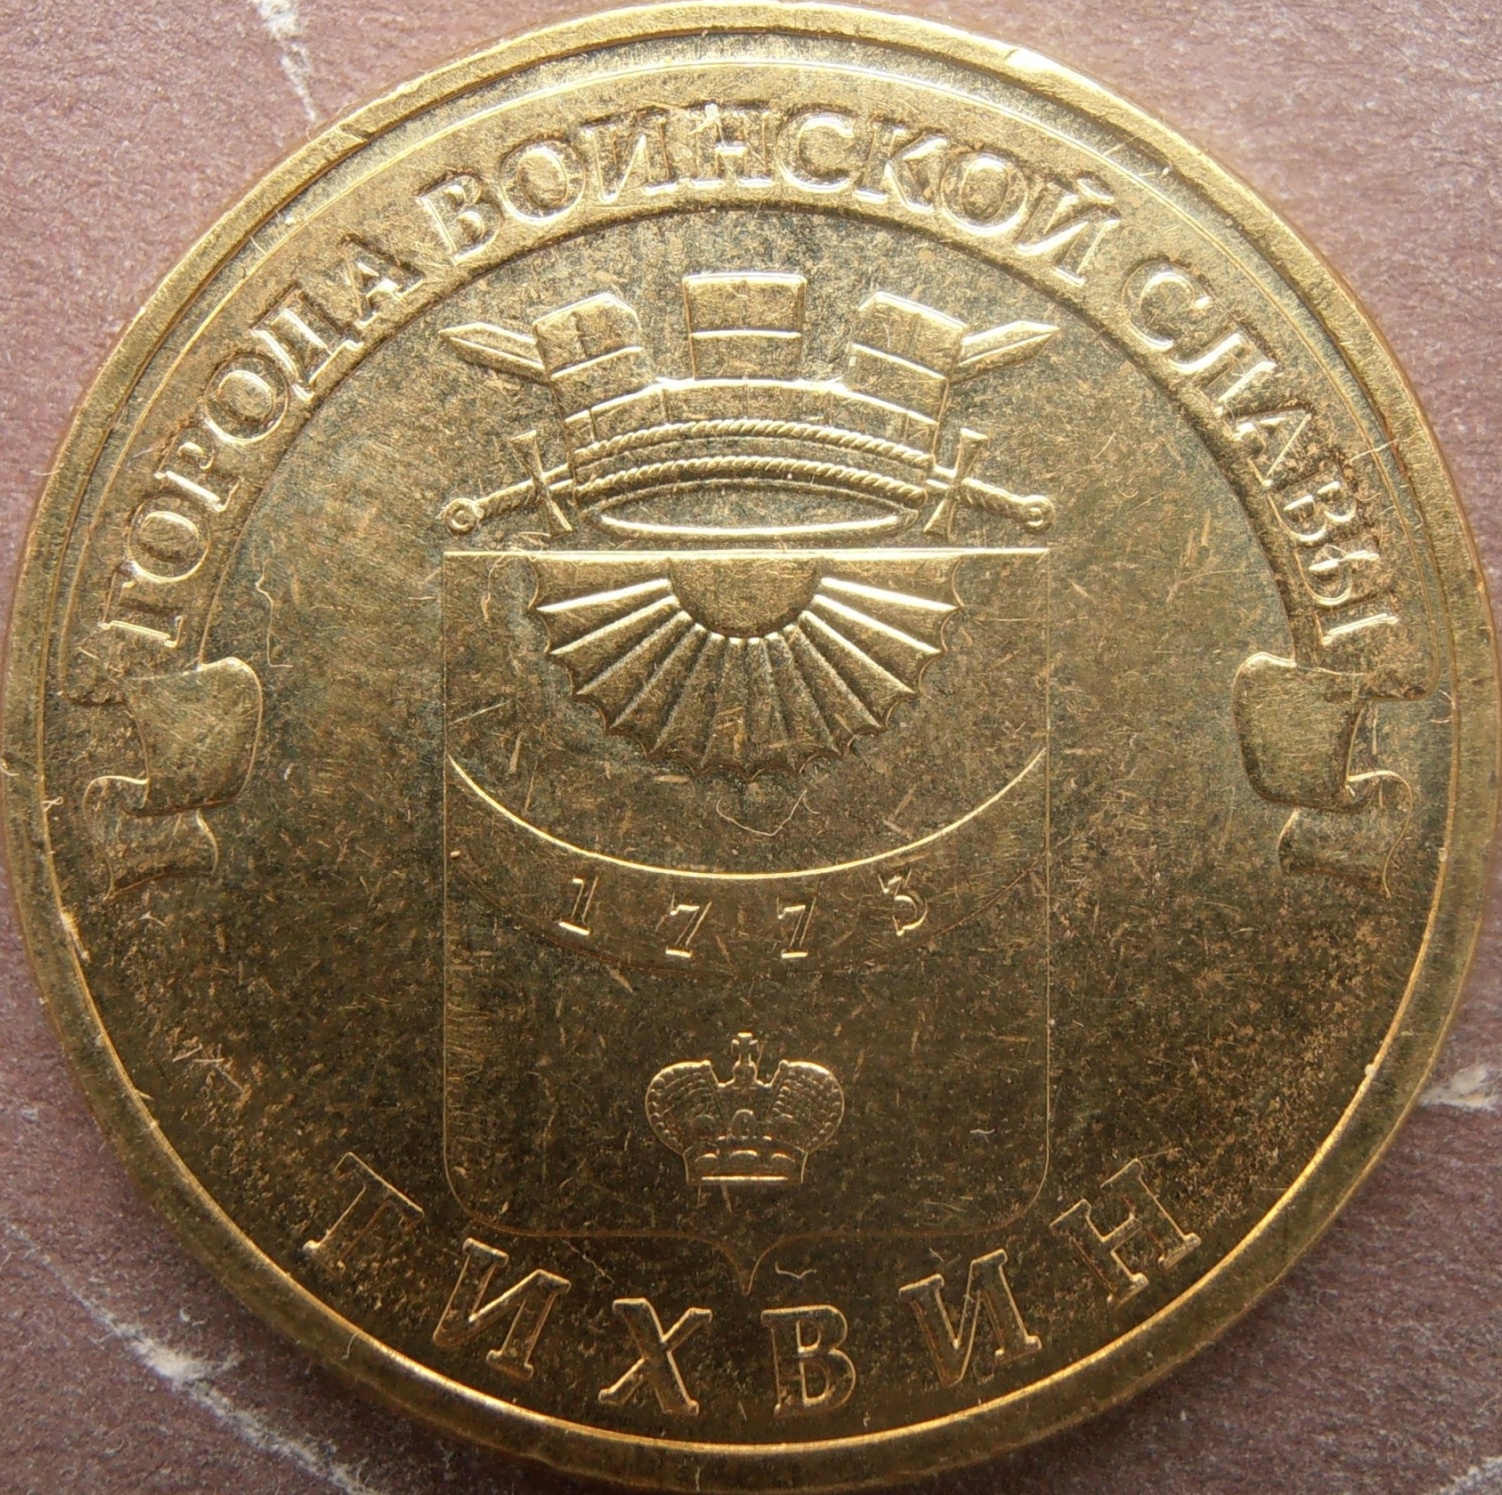 ГОРОДА ВОИНСКОЙ СЛАВЫ
1773
ТИХВИН